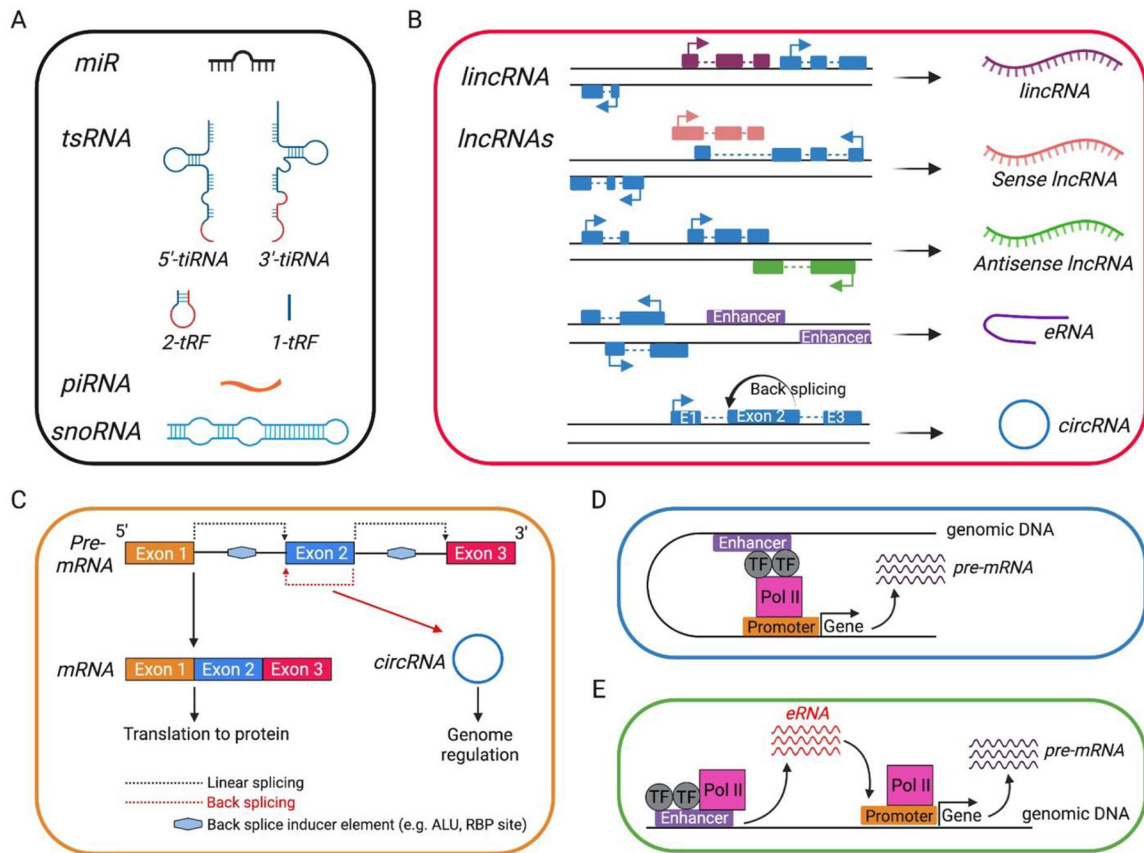 A
miR
tsRNA
5'-tiRNA 3'-tiRNA
2-tRF 1-tRF
piRNA
snoRNA
B
lincRNA
lincRNA
lncRNAs
Sense lncRNA
Antisense lncRNA
Enhancer
Enhancer
eRNA
Back splicing
E1 Exon 2 E3
circRNA
C
5' 3'
Pre-
mRNA
Exon 1 Exon 2 Exon 3
mRNA
Exon 1 Exon 2 Exon 3
circRNA
Translation to protein
Genome
regulation
Linear splicing
Back splicing
Back splice inducer element (e.g. ALU, RBP site)
D
genomic DNA
Enhancer
TF TF
Pol II
Promoter Gene
pre-mRNA
E
eRNA
TF TF Pol II
Enhancer
Pol II
Promoter Gene
pre-mRNA
genomic DNA